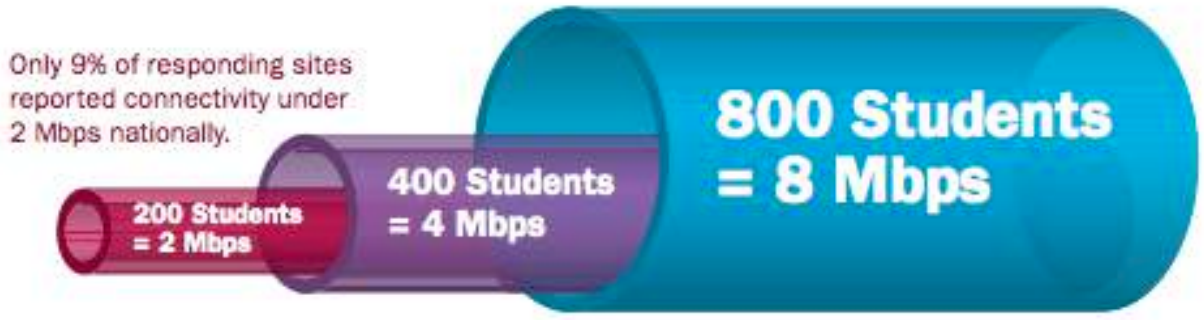 Only 9% of responding sites
reported connectivity under
2 Mbps nationally.
200 Students
= 2 Mbps
400 Students
= 4 Mbps
800 Students
= 8 Mbps